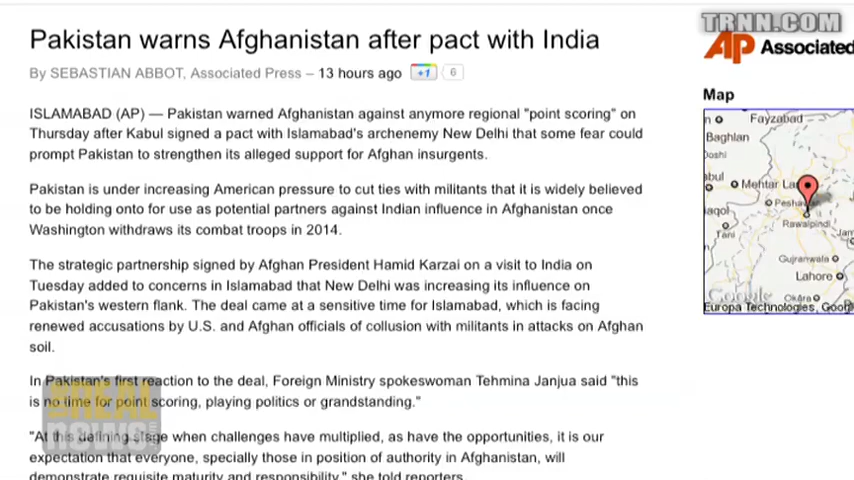 TRNN.COM
Pakistan warns Afghanistan after pact with India
AP Associated
By SEBASTIAN ABBOT, Associated Press – 13 hours ago +1 6
Map
ISLAMABAD (AP) — Pakistan warned Afghanistan against anymore regional "point scoring" on
Thursday after Kabul signed a pact with Islamabad's archenemy New Delhi that some fear could
prompt Pakistan to strengthen its alleged support for Afghan insurgents.
Pakistan is under increasing American pressure to cut ties with militants that it is widely believed
to be holding onto for use as potential partners against Indian influence in Afghanistan once
Washington withdraws its combat troops in 2014.
The strategic partnership signed by Afghan President Hamid Karzai on a visit to India on
Tuesday added to concerns in Islamabad that New Delhi was increasing its influence on
Pakistan's western flank. The deal came at a sensitive time for Islamabad, which is facing
renewed accusations by U.S. and Afghan officials of collusion with militants in attacks on Afghan
soil.
In Pakistan's first reaction to the deal, Foreign Ministry spokeswoman Tehmina Janjua said "this
is no time for point scoring, playing politics or grandstanding."
"At this defining stage when challenges have multiplied, as have the opportunities, it is our
expectation that everyone, specially those in position of authority in Afghanistan, will
demonstrate requisite maturity and responsibility," she told reporters.
Fayzabad
Baghlan
Doshi
bul
Mehtar La
Peshaw
Rawalpindi
Tani
Gujranwala
Lahore
Okara
Google
Europa Technologies, Goog
REAL
news